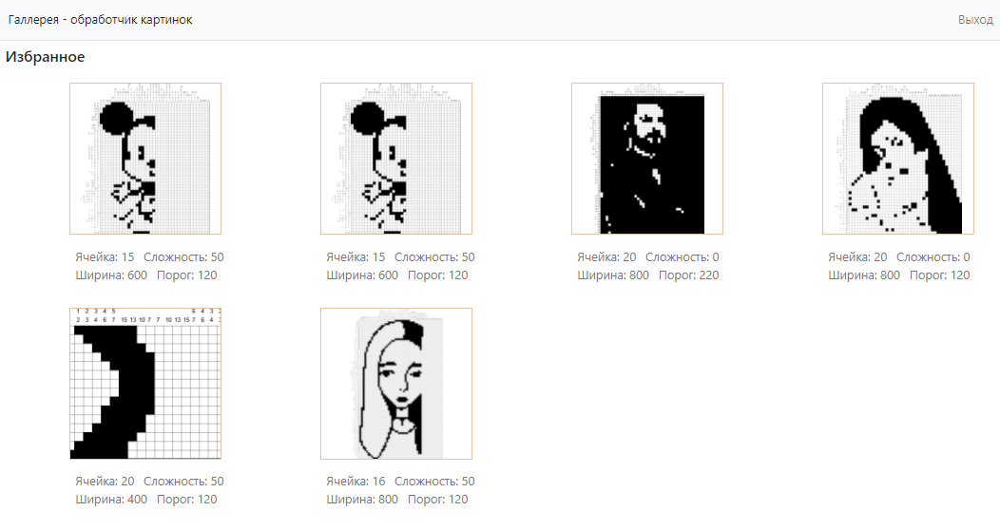 Галлерея - обработчик картинок Выход
Избранное
Ячейка: 15 Сложность: 50
Ширина: 600 Порог: 120
Ячейка: 15 Сложность: 50
Ширина: 600 Порог: 120
Ячейка: 20 Сложность: 0
Ширина: 800 Порог: 220
Ячейка: 20 Сложность: 0
Ширина: 800 Порог: 120
1 2 3 4 5 6 4 3
2 3 4 6 7 15 13 10 7 7 10 13 15 7 6 4
Ячейка: 20 Сложность: 50
Ширина: 400 Порог: 120
Ячейка: 16 Сложность: 50
Ширина: 800 Порог: 120